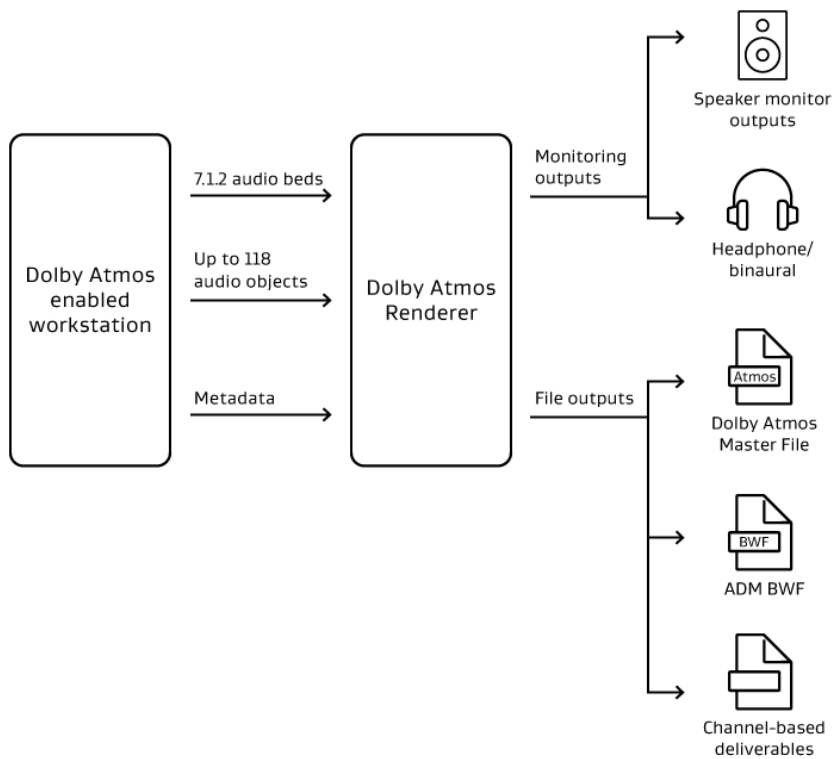 Dolby Atmos
enabled
workstation
7.1.2 audio beds
Up to 118
audio objects
Metadata
Dolby Atmos
Renderer
Monitoring
outputs
File outputs
Speaker monitor
outputs
Headphone/
binaural
Atmos
Dolby Atmos
Master File
BWF
ADM BWF
Channel-based
deliverables